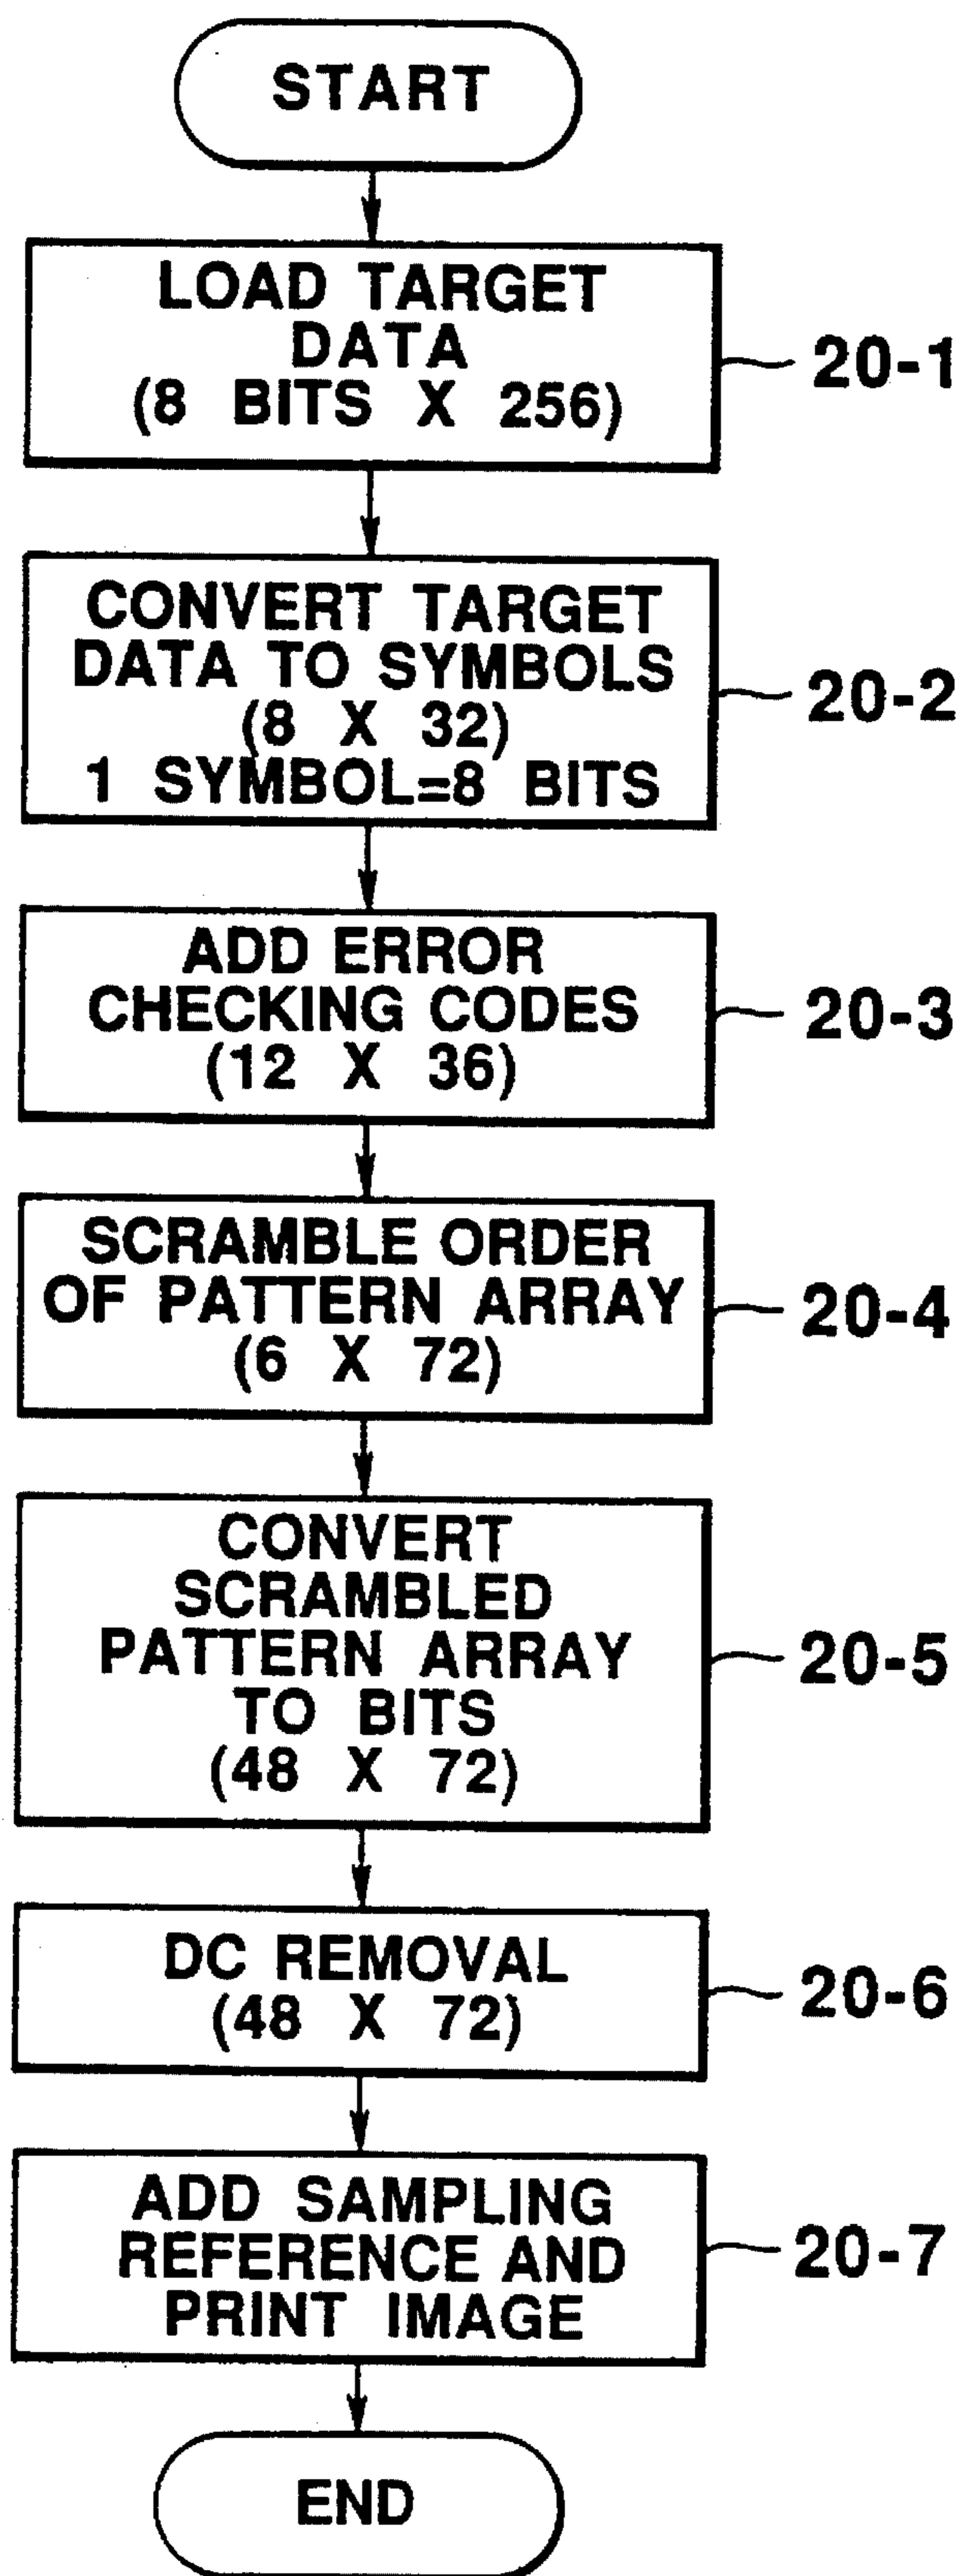 START
LOAD TARGET
DATA
(8 BITS X 256)
20-1
CONVERT TARGET
DATA TO SYMBOLS
(8 X 32)
1 SYMBOL=8 BITS
20-2
ADD ERROR
CHECKING CODES
(12 X 36)
20-3
SCRAMBLE ORDER
OF PATTERN ARRAY
(6 X 72)
20-4
CONVERT
SCRAMBLED
PATTERN ARRAY
TO BITS
(48 X 72)
20-5
DC REMOVAL
(48 X 72)
20-6
ADD SAMPLING
REFERENCE AND
PRINT IMAGE
20-7
END